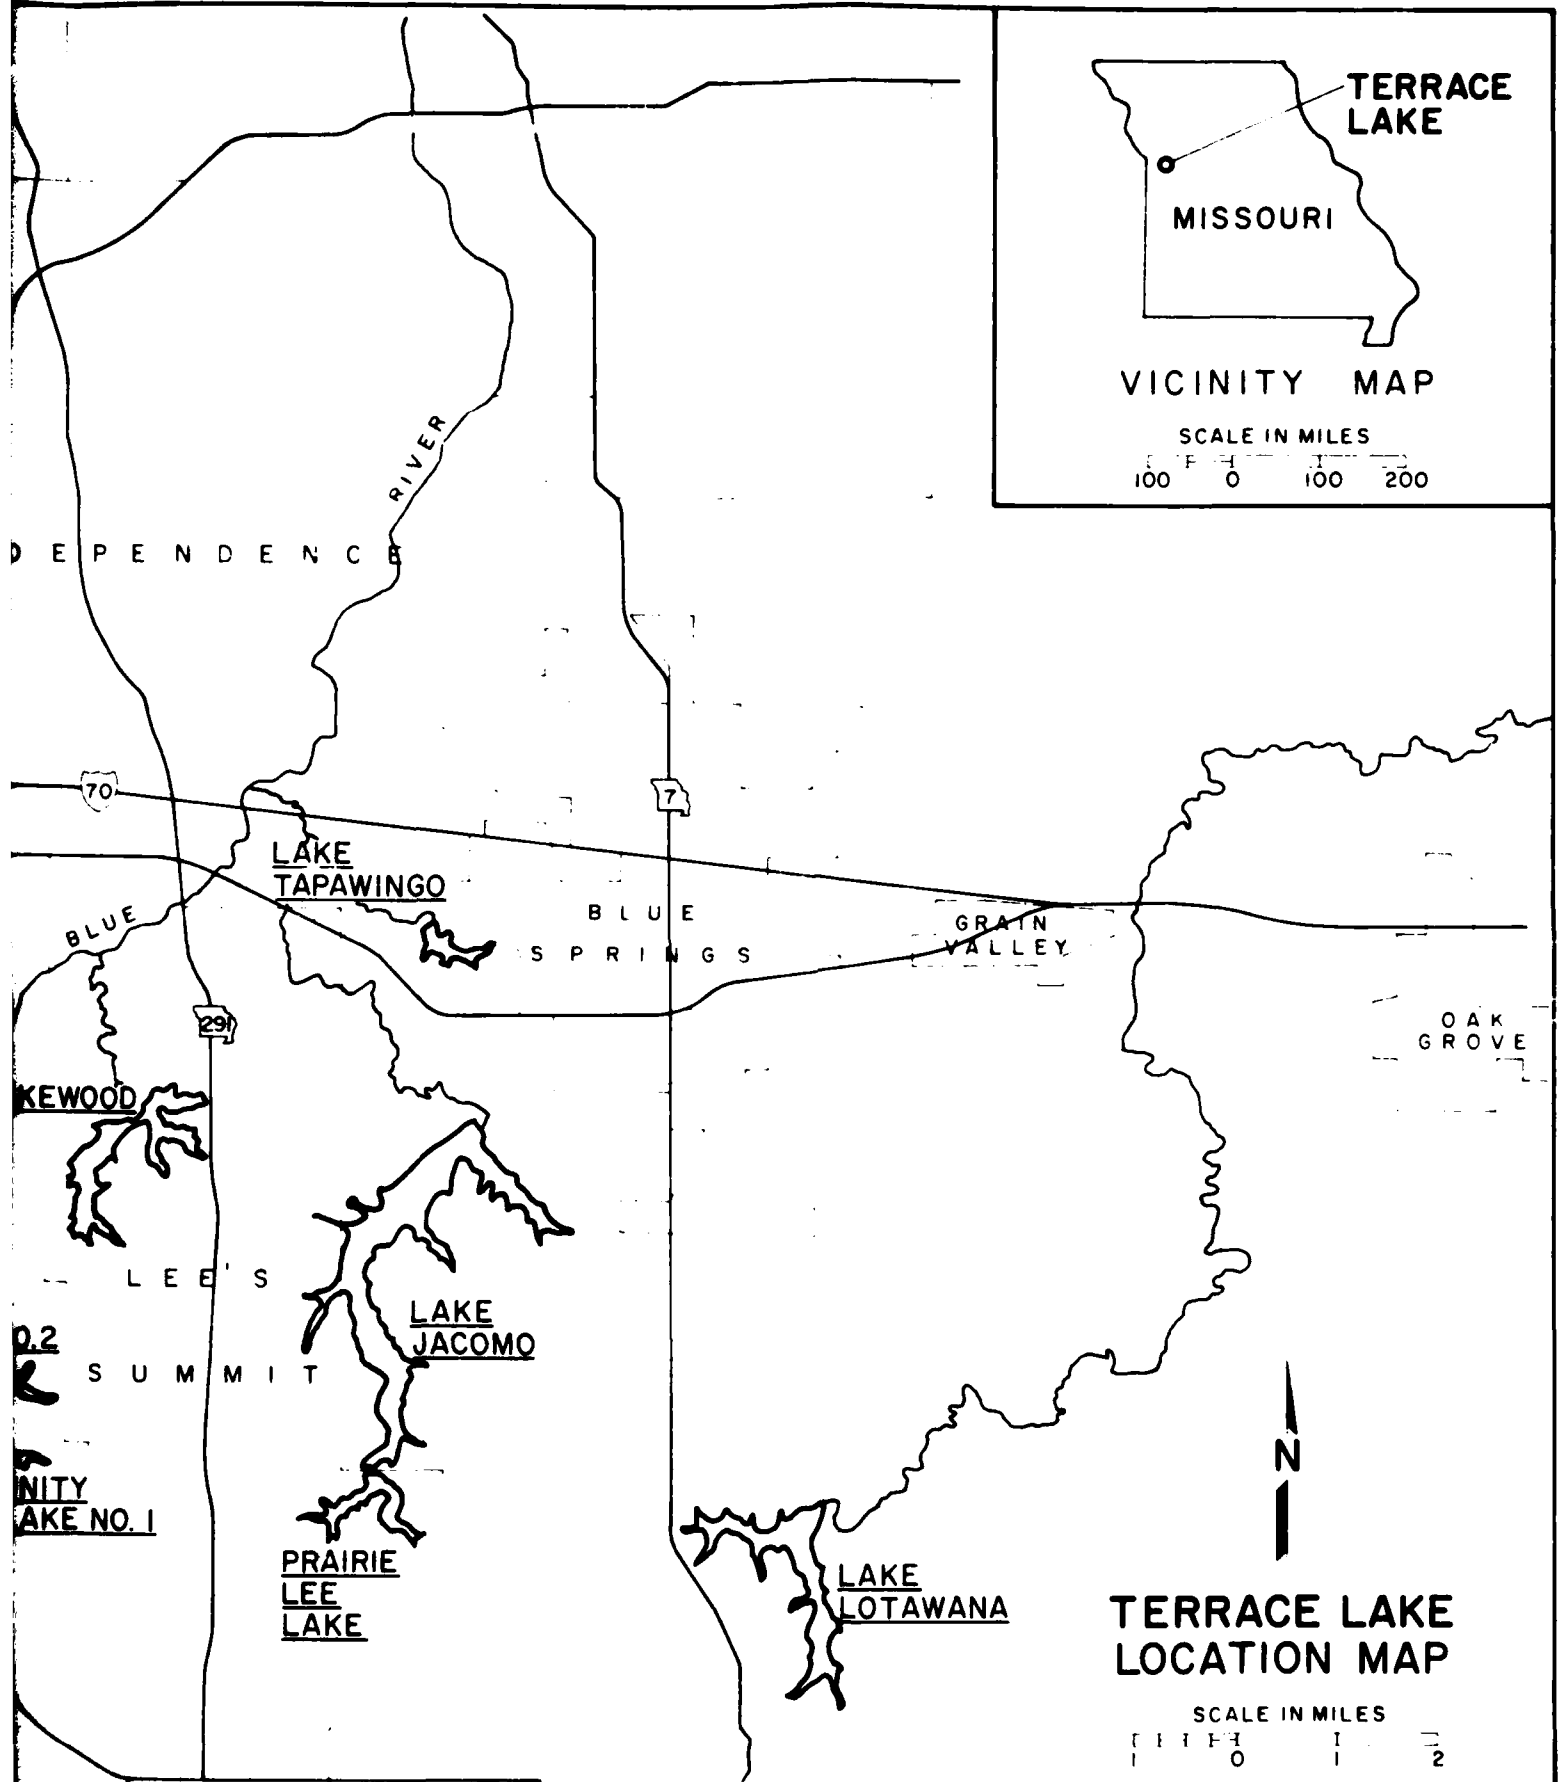 TERRACE
LAKE
MISSOURI
VICINITY MAP
SCALE IN MILES
100 0 100 200
RIVER
DEPENDENCE
70
7
LAKE
TAPAWINGO
BLUE
BLUE
SPRINGS
GRAIN
VALLEY
OAK
GROVE
291
KEWOOD
LEE'S
SUMMIT
LAKE
JACOMO
O.2
NITY
AKE NO. 1
PRAIRIE
LEE
LAKE
LAKE
LOTAWANA
N
TERRACE LAKE
LOCATION MAP
SCALE IN MILES
1 0 1 2